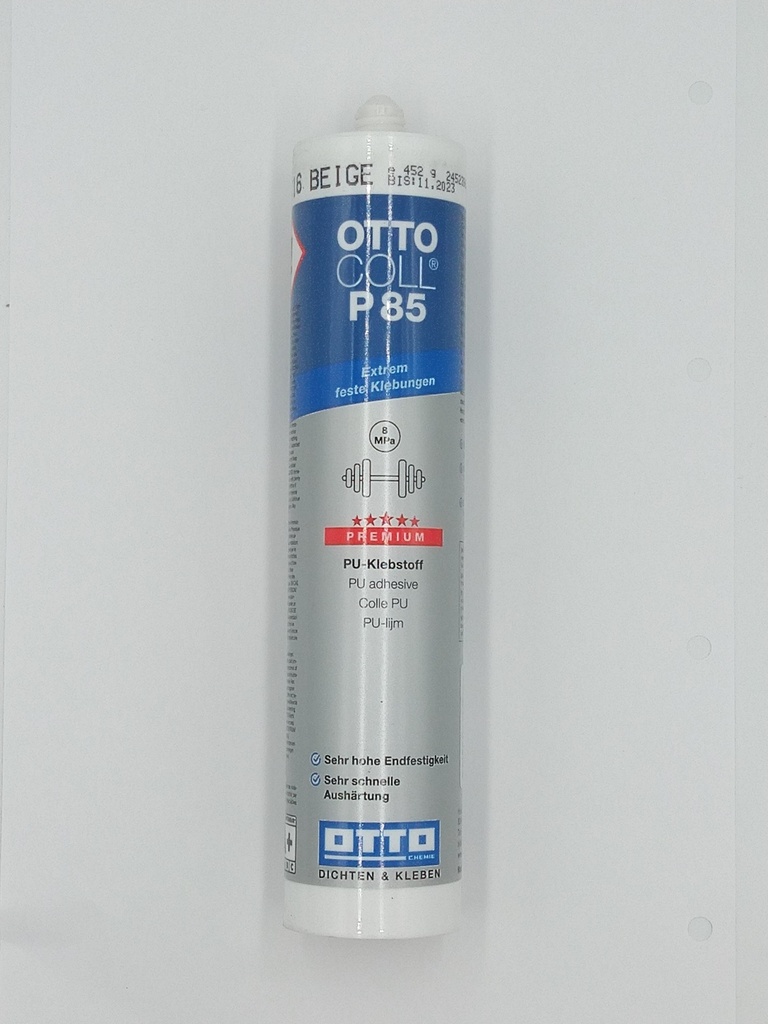 16 BEIGE e 452 g
BIS:11.2023
OTTO
COLL®
P 85
Extrem
feste Klebungen
8
MPa
PREMIUM
PU-Klebstoff
PU adhesive
Colle PU
PU-lijm
Sehr hohe Endfestigkeit
Sehr schnelle
Aushärtung
OTTO
CHEMIE
DICHTEN & KLEBEN